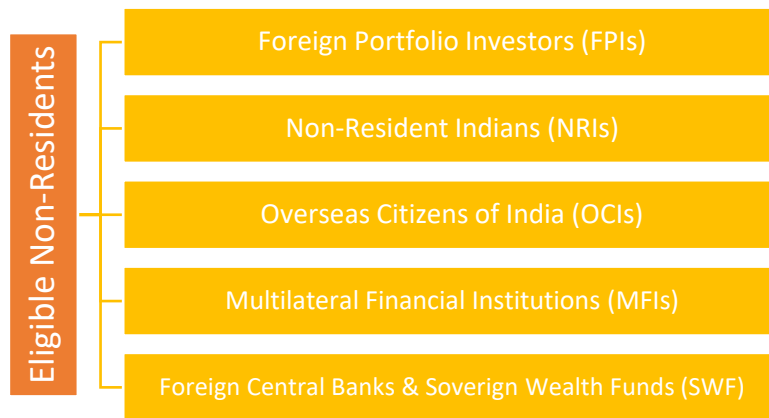 Eligible Non-Residents
Foreign Portfolio Investors (FPIs)
Non-Resident Indians (NRIs)
Overseas Citizens of India (OCIs)
Multilateral Financial Institutions (MFIs)
Foreign Central Banks & Soverign Wealth Funds (SWF)